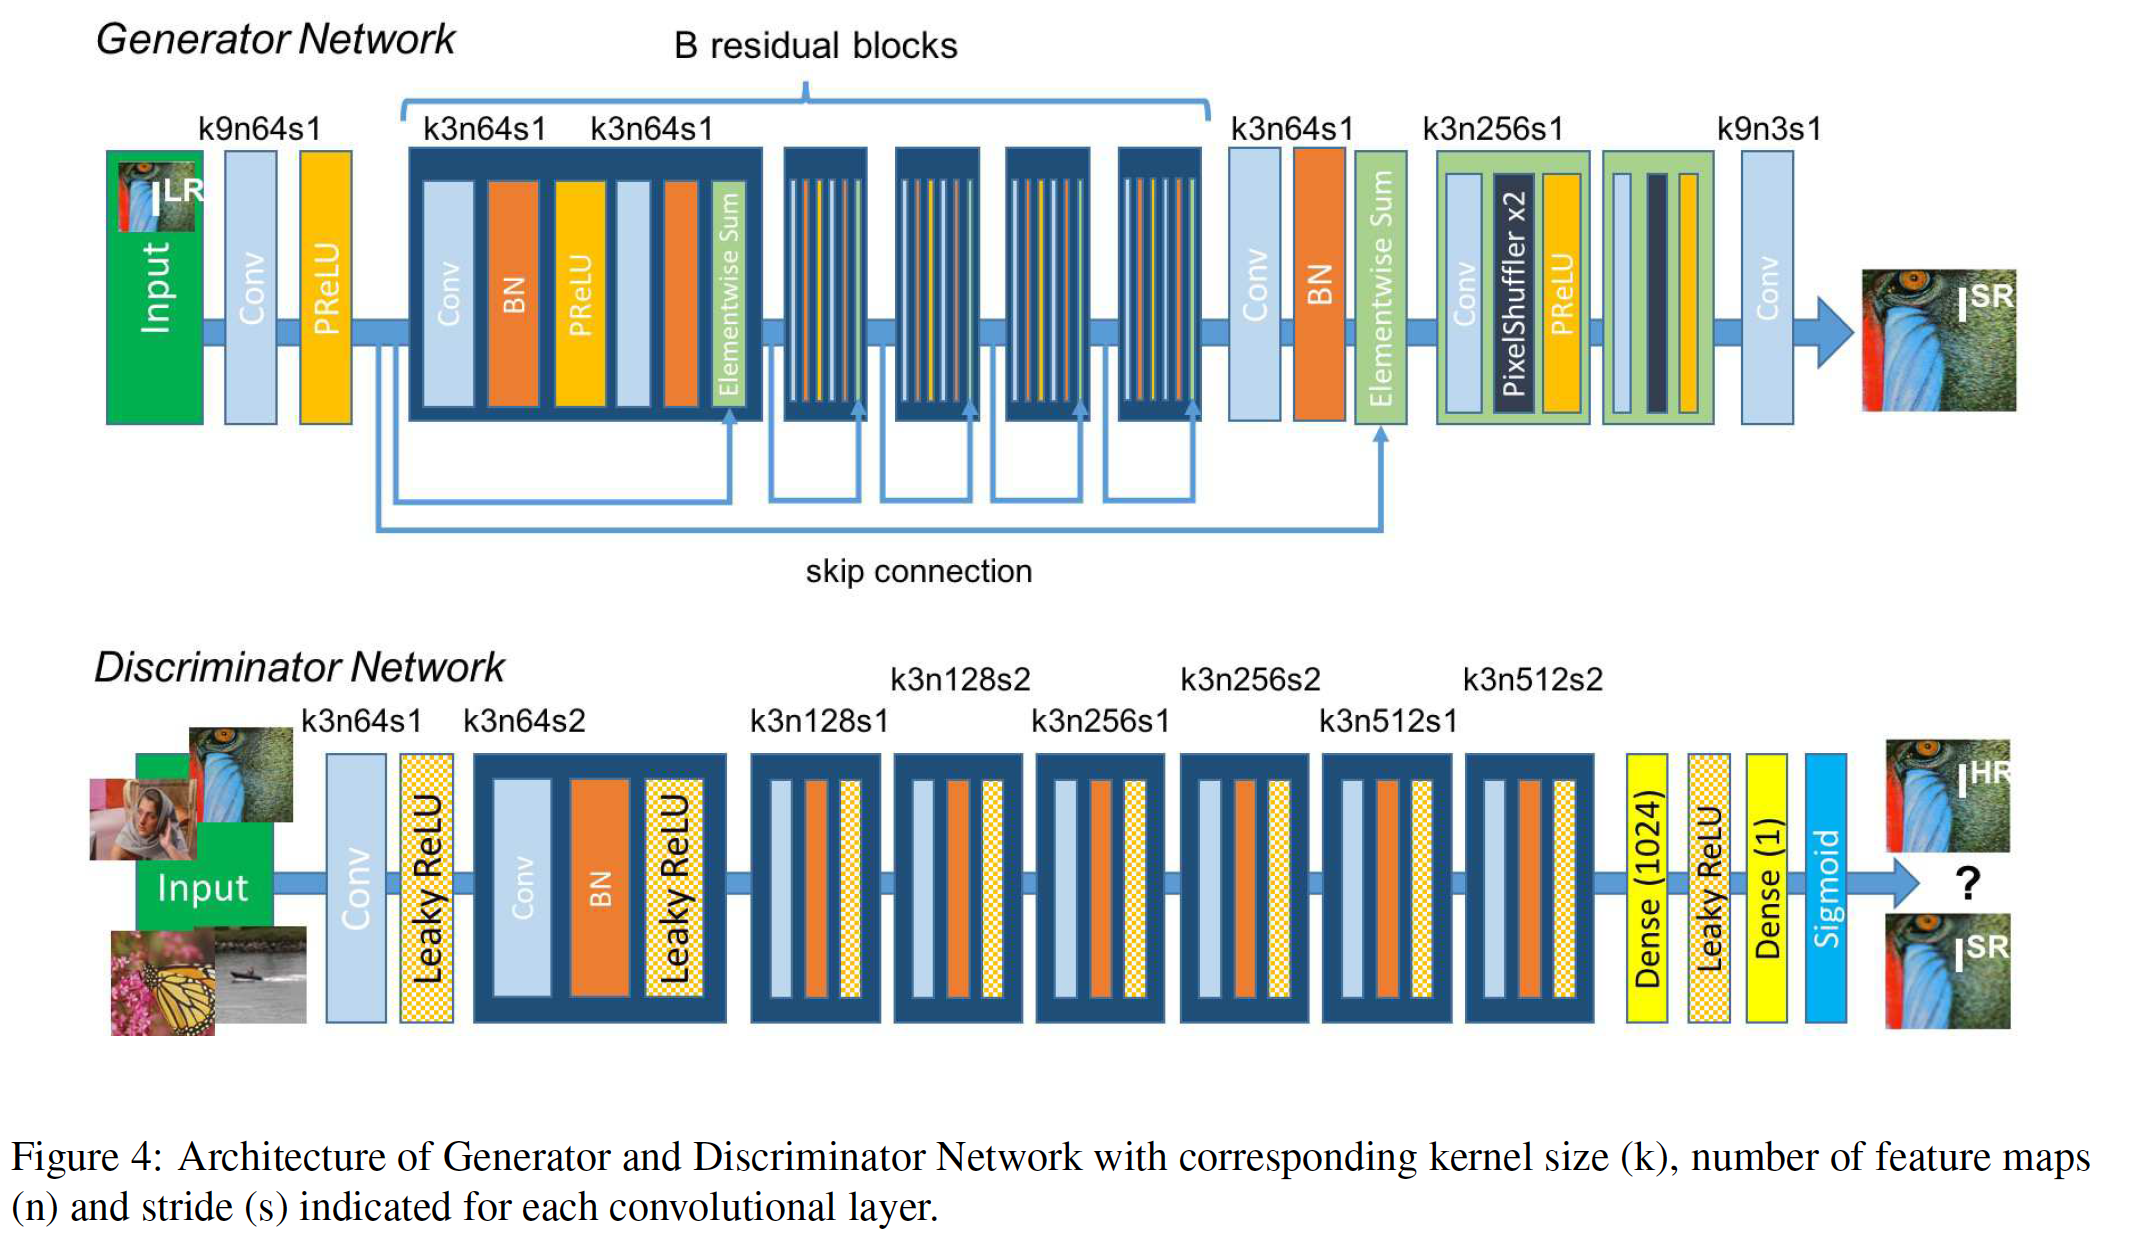 Generator Network
B residual blocks
k9n64s1
k3n64s1
k3n64s1
k3n64s1
k3n256s1
k9n3s1
Input
I LR
Conv
PReLU
Conv
BN
PReLU
Elementwise Sum
Conv
BN
Elementwise Sum
Conv
PixelShuffler x2
PReLU
Conv
I SR
skip connection
Discriminator Network
k3n64s1
k3n64s2
k3n128s1
k3n128s2
k3n256s1
k3n256s2
k3n512s1
k3n512s2
Input
Conv
Leaky ReLU
Conv
BN
Leaky ReLU
Dense (1024)
Leaky ReLU
Dense (1)
Sigmoid
I HR
?
I SR
Figure 4: Architecture of Generator and Discriminator Network with corresponding kernel size (k), number of feature maps
(n) and stride (s) indicated for each convolutional layer.